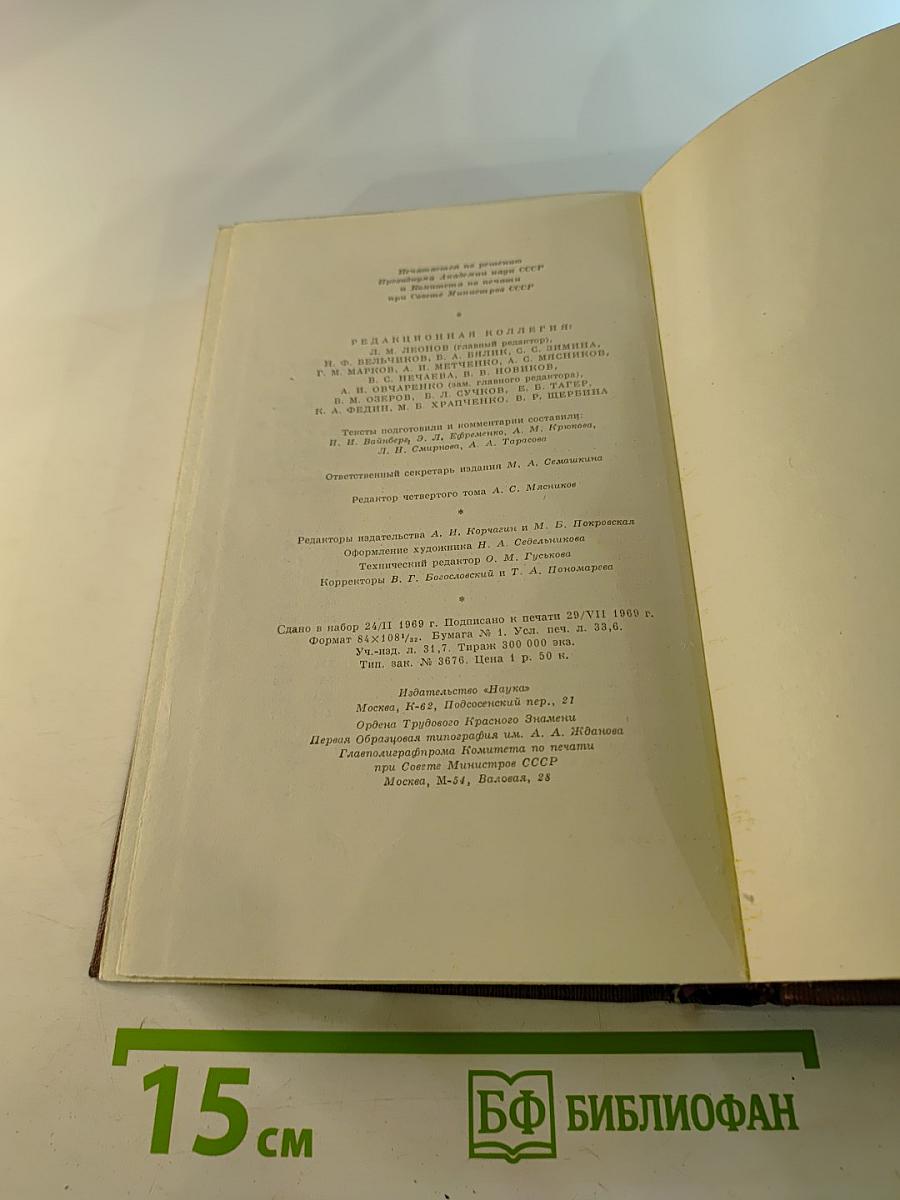 Печатается по решению
Президиума Академии наук СССР
и Комитета по печати
при Совете Министров СССР
*
РЕДАКЦИОННАЯ КОЛЛЕГИЯ:
Л. М. ЛЕОНОВ (главный редактор),
Н. Ф. БЕЛЬЧИКОВ, Б. А. БЯЛИК, С. С. ЗИМИНА,
Г. М. МАРКОВ, А. И. МЕТЧЕНКО, А. С. МЯСНИКОВ,
В. С. НЕЧАЕВА, В. В. НОВИКОВ,
А. И. ОВЧАРЕНКО (зам. главного редактора),
В. М. ОЗЕРОВ, Б. Л. СУЧКОВ, Е. Б. ТАГЕР,
К. А. ФЕДИН, М. Б. ХРАПЧЕНКО, В. Р. ЩЕРБИНА
Тексты подготовили и комментарии составили:
И. И. Вайнберг, Э. Л. Ефременко, А. М. Крюкова,
Л. Н. Смирнова, А. А. Тарасова
Ответственный секретарь издания М. А. Семашкина
Редактор четвертого тома А. С. Мясников
*
Редакторы издательства А. И. Корчагин и М. Б. Покровская
Оформление художника Н. А. Седельникова
Технический редактор О. М. Гуськова
Корректоры В. Г. Богословский и Т. А. Пономарева
*
Сдано в набор 24/II 1969 г. Подписано к печати 29/VII 1969 г.
Формат 84×108¹/₃₂. Бумага № 1. Усл. печ. л. 33,6.
Уч.-изд. л. 31,7. Тираж 300 000 экз.
Тип. зак. № 3676. Цена 1 р. 50 к.
Издательство «Наука»
Москва, К-62, Подсосенский пер., 21
Ордена Трудового Красного Знамени
Первая Образцовая типография им. А. А. Жданова
Главполиграфпрома Комитета по печати
при Совете Министров СССР
Москва, М-54, Валовая, 28
15 см
БФ БИБЛИОФАН